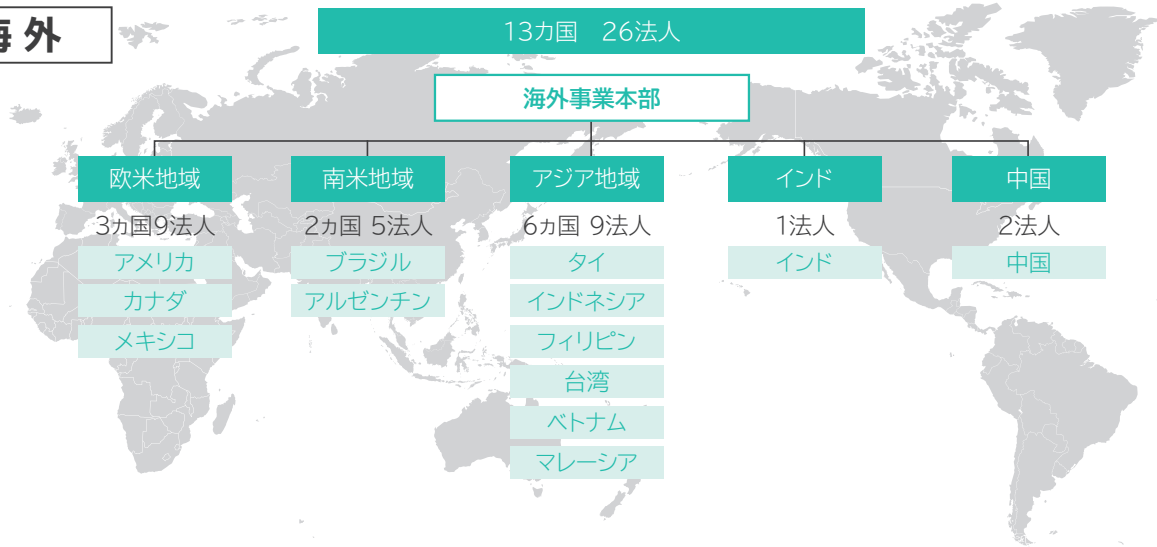 海外
13カ国 26法人
海外事業本部
欧米地域
3カ国9法人
アメリカ
カナダ
メキシコ
南米地域
2カ国 5法人
ブラジル
アルゼンチン
アジア地域
6カ国 9法人
タイ
インドネシア
フィリピン
台湾
ベトナム
マレーシア
インド
1法人
インド
中国
2法人
中国